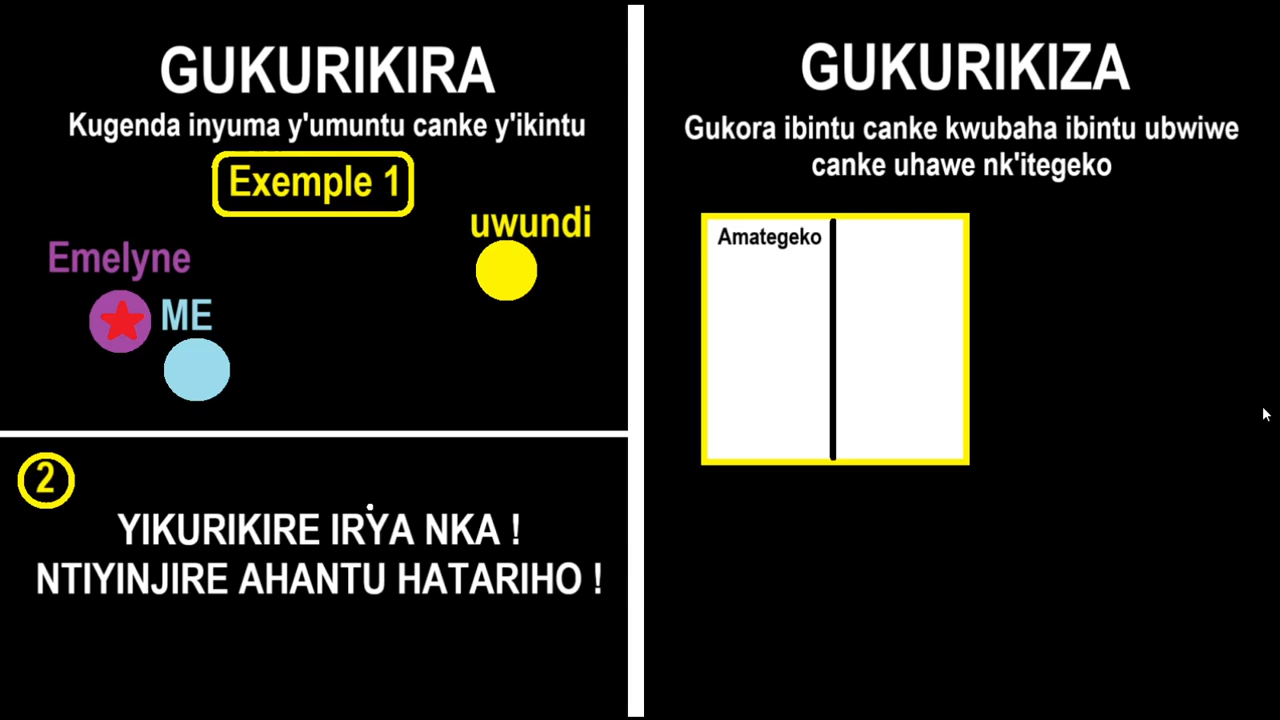 GUKURIKIRA
Kugenda inyuma y'umuntu canke y'ikintu
Exemple 1
uwundi
Emelyne
ME
2
YIKURIKIRE IRYA NKA !
NTIYINJIRE AHANTU HATARIHO !
GUKURIKIZA
Gukora ibintu canke kwubaha ibintu ubwiwe
canke uhawe nk'itegeko
Amategeko